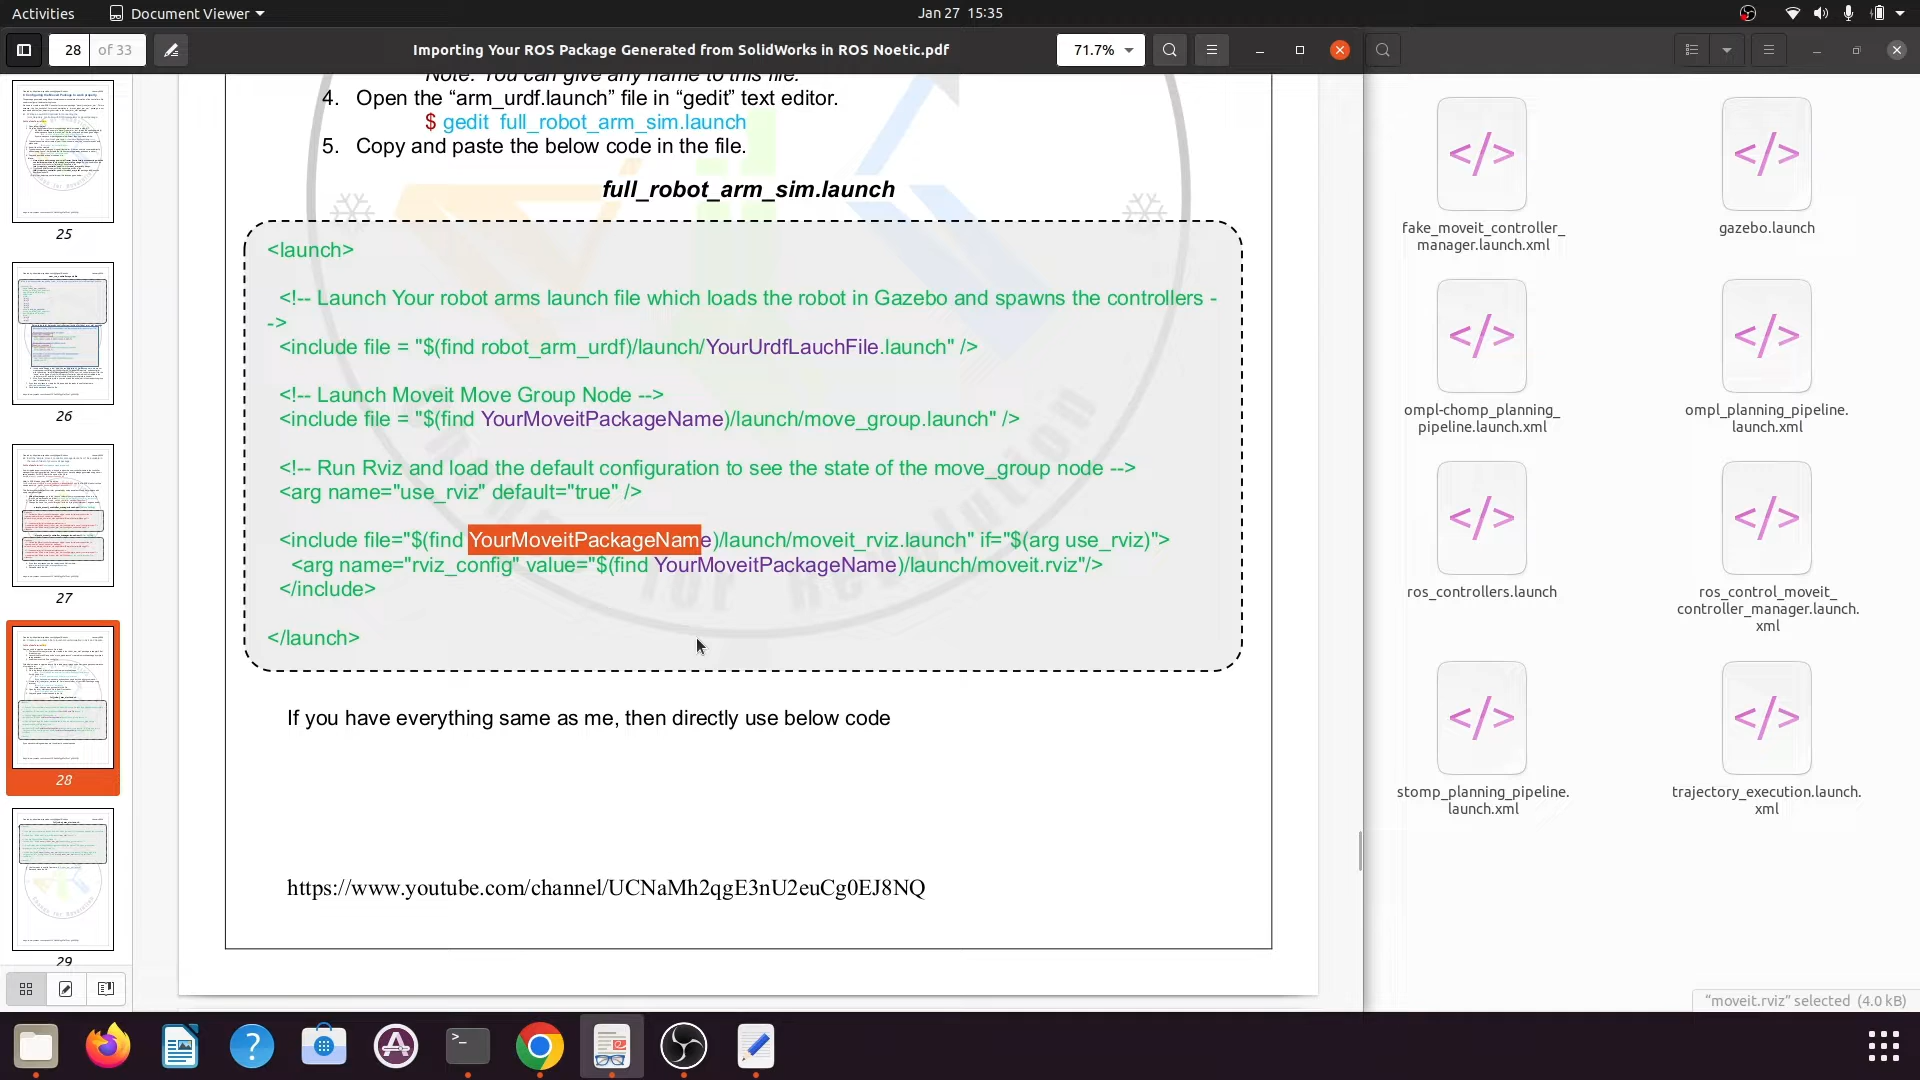 Activities
Document Viewer
Jan 27 15:35
28 of 33
Importing Your ROS Package Generated from SolidWorks in ROS Noetic.pdf
71.7%
Note: You can give any name to this file.
4. Open the “arm_urdf.launch” file in “gedit” text editor.
$ gedit full_robot_arm_sim.launch
5. Copy and paste the below code in the file.
full_robot_arm_sim.launch
<launch>
<!-- Launch Your robot arms launch file which loads the robot in Gazebo and spawns the controllers -
->
<include file = "$(find robot_arm_urdf)/launch/YourUrdfLauchFile.launch" />
<!-- Launch Moveit Move Group Node -->
<include file = "$(find YourMoveitPackageName)/launch/move_group.launch" />
<!-- Run Rviz and load the default configuration to see the state of the move_group node -->
<arg name="use_rviz" default="true" />
<include file="$(find YourMoveitPackageName)/launch/moveit_rviz.launch" if="$(arg use_rviz)">
<arg name="rviz_config" value="$(find YourMoveitPackageName)/launch/moveit.rviz"/>
</include>
</launch>
If you have everything same as me, then directly use below code
https://www.youtube.com/channel/UCNaMh2qgE3nU2euCg0EJ8NQ
25
26
27
28
29
fake_moveit_controller_
manager.launch.xml
gazebo.launch
ompl-chomp_planning_
pipeline.launch.xml
ompl_planning_pipeline.
launch.xml
ros_controllers.launch
ros_control_moveit_
controller_manager.launch.
xml
stomp_planning_pipeline.
launch.xml
trajectory_execution.launch.
xml
“moveit.rviz” selected (4.0 kB)